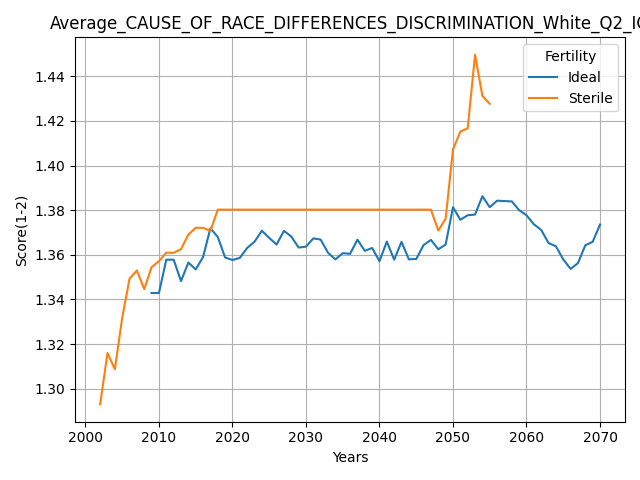 Average_CAUSE_OF_RACE_DIFFERENCES_DISCRIMINATION_White_Q2_IQ
Fertility
Ideal
Sterile
Score(1-2)
1.44
1.42
1.40
1.38
1.36
1.34
1.32
1.30
2000 2010 2020 2030 2040 2050 2060 2070
Years